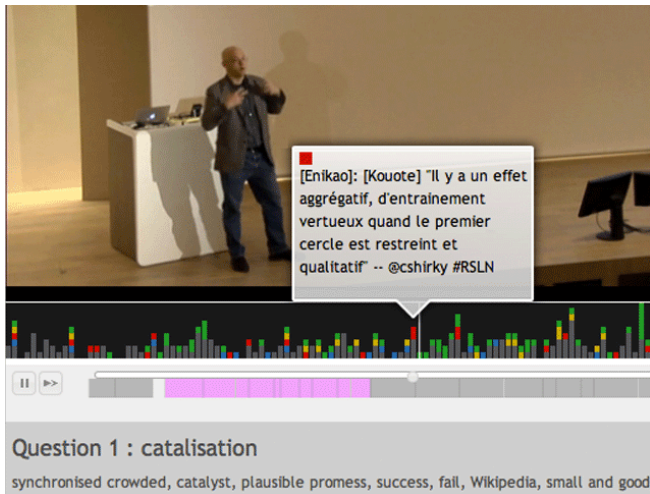 [Enikao]: [Kouote] "Il y a un effet
aggrégatif, d'entrainement
vertueux quand le premier
cercle est restreint et
qualitatif" -- @cshirky #RSLN
Question 1 : catalisation
synchronised crowded, catalyst, plausible promess, success, fail, Wikipedia, small and good